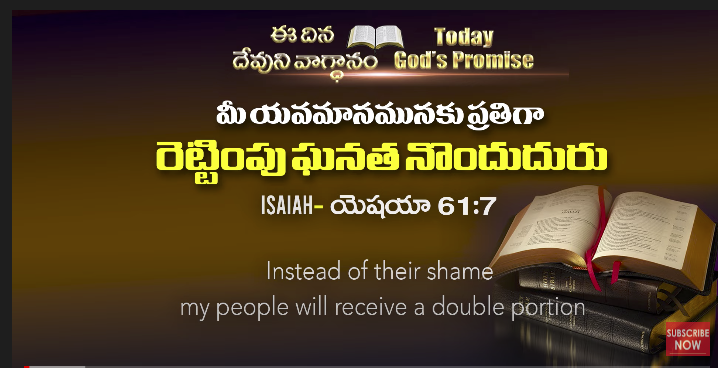 ఈ దిన
దేవుని వాగ్ధానం
Today
God's Promise
మీ యవమానమునకు ప్రతిగా
రెట్టింపు ఘనత నొందుదురు
ISAIAH- యెషయా 61:7
Instead of their shame
my people will receive a double portion
SUBSCRIBE
NOW